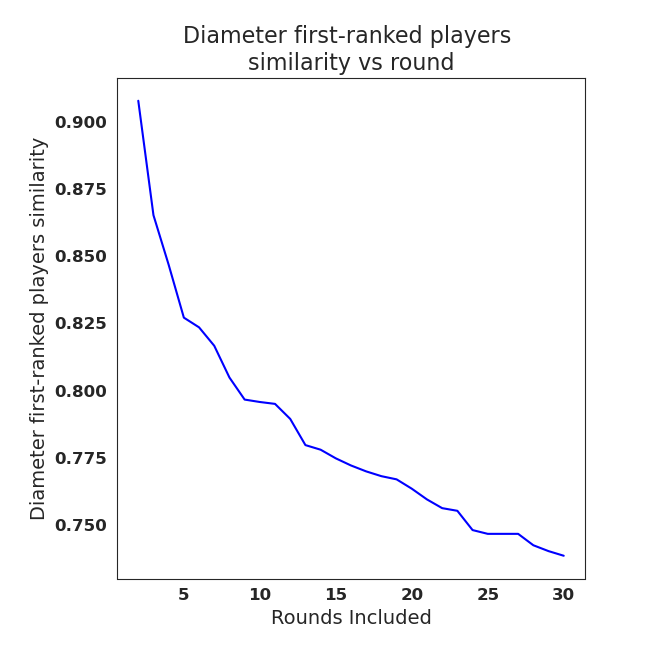 Diameter first-ranked players
similarity vs round
Diameter first-ranked players similarity
0.900
0.875
0.850
0.825
0.800
0.775
0.750
5 10 15 20 25 30
Rounds Included